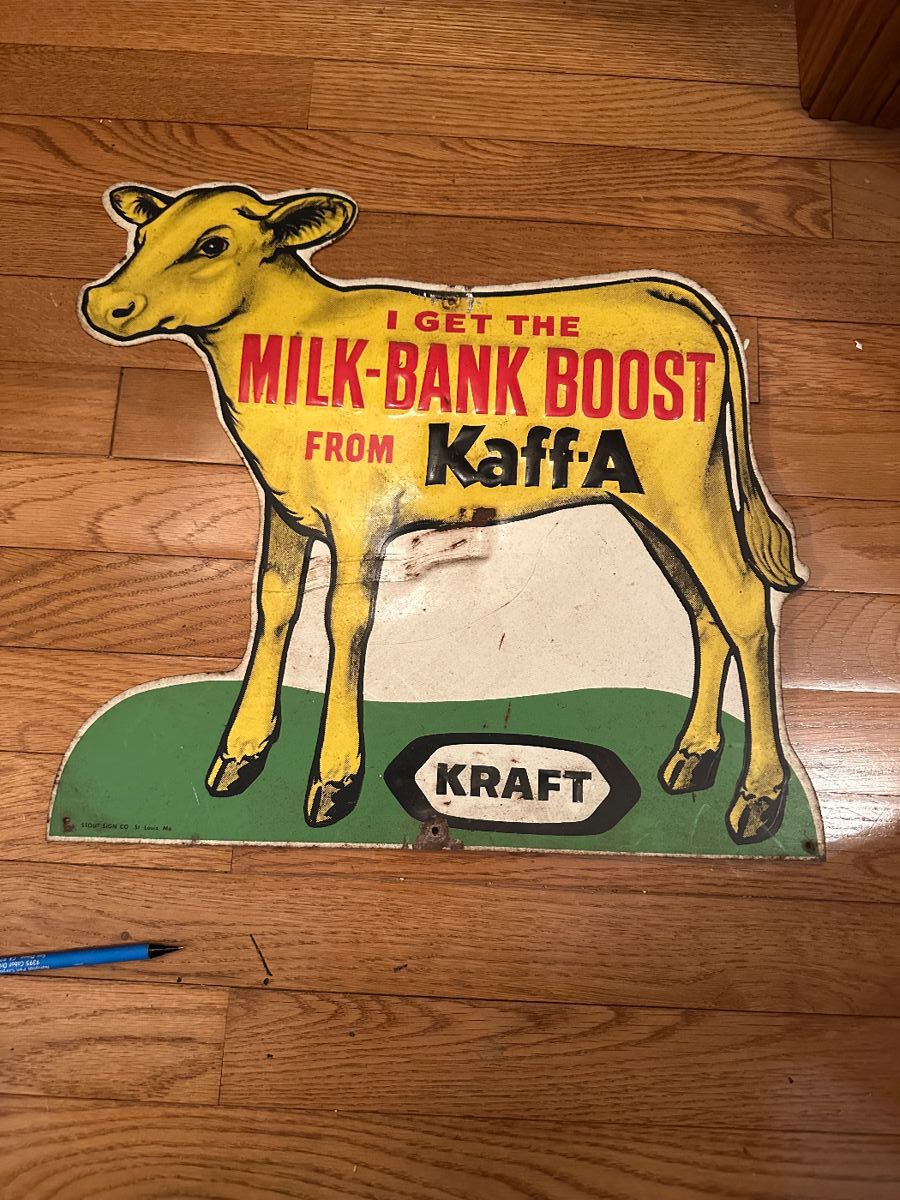 I GET THE
MILK-BANK BOOST
FROM Kaff-A
KRAFT
STOUT SIGN CO. St. Louis, Mo.